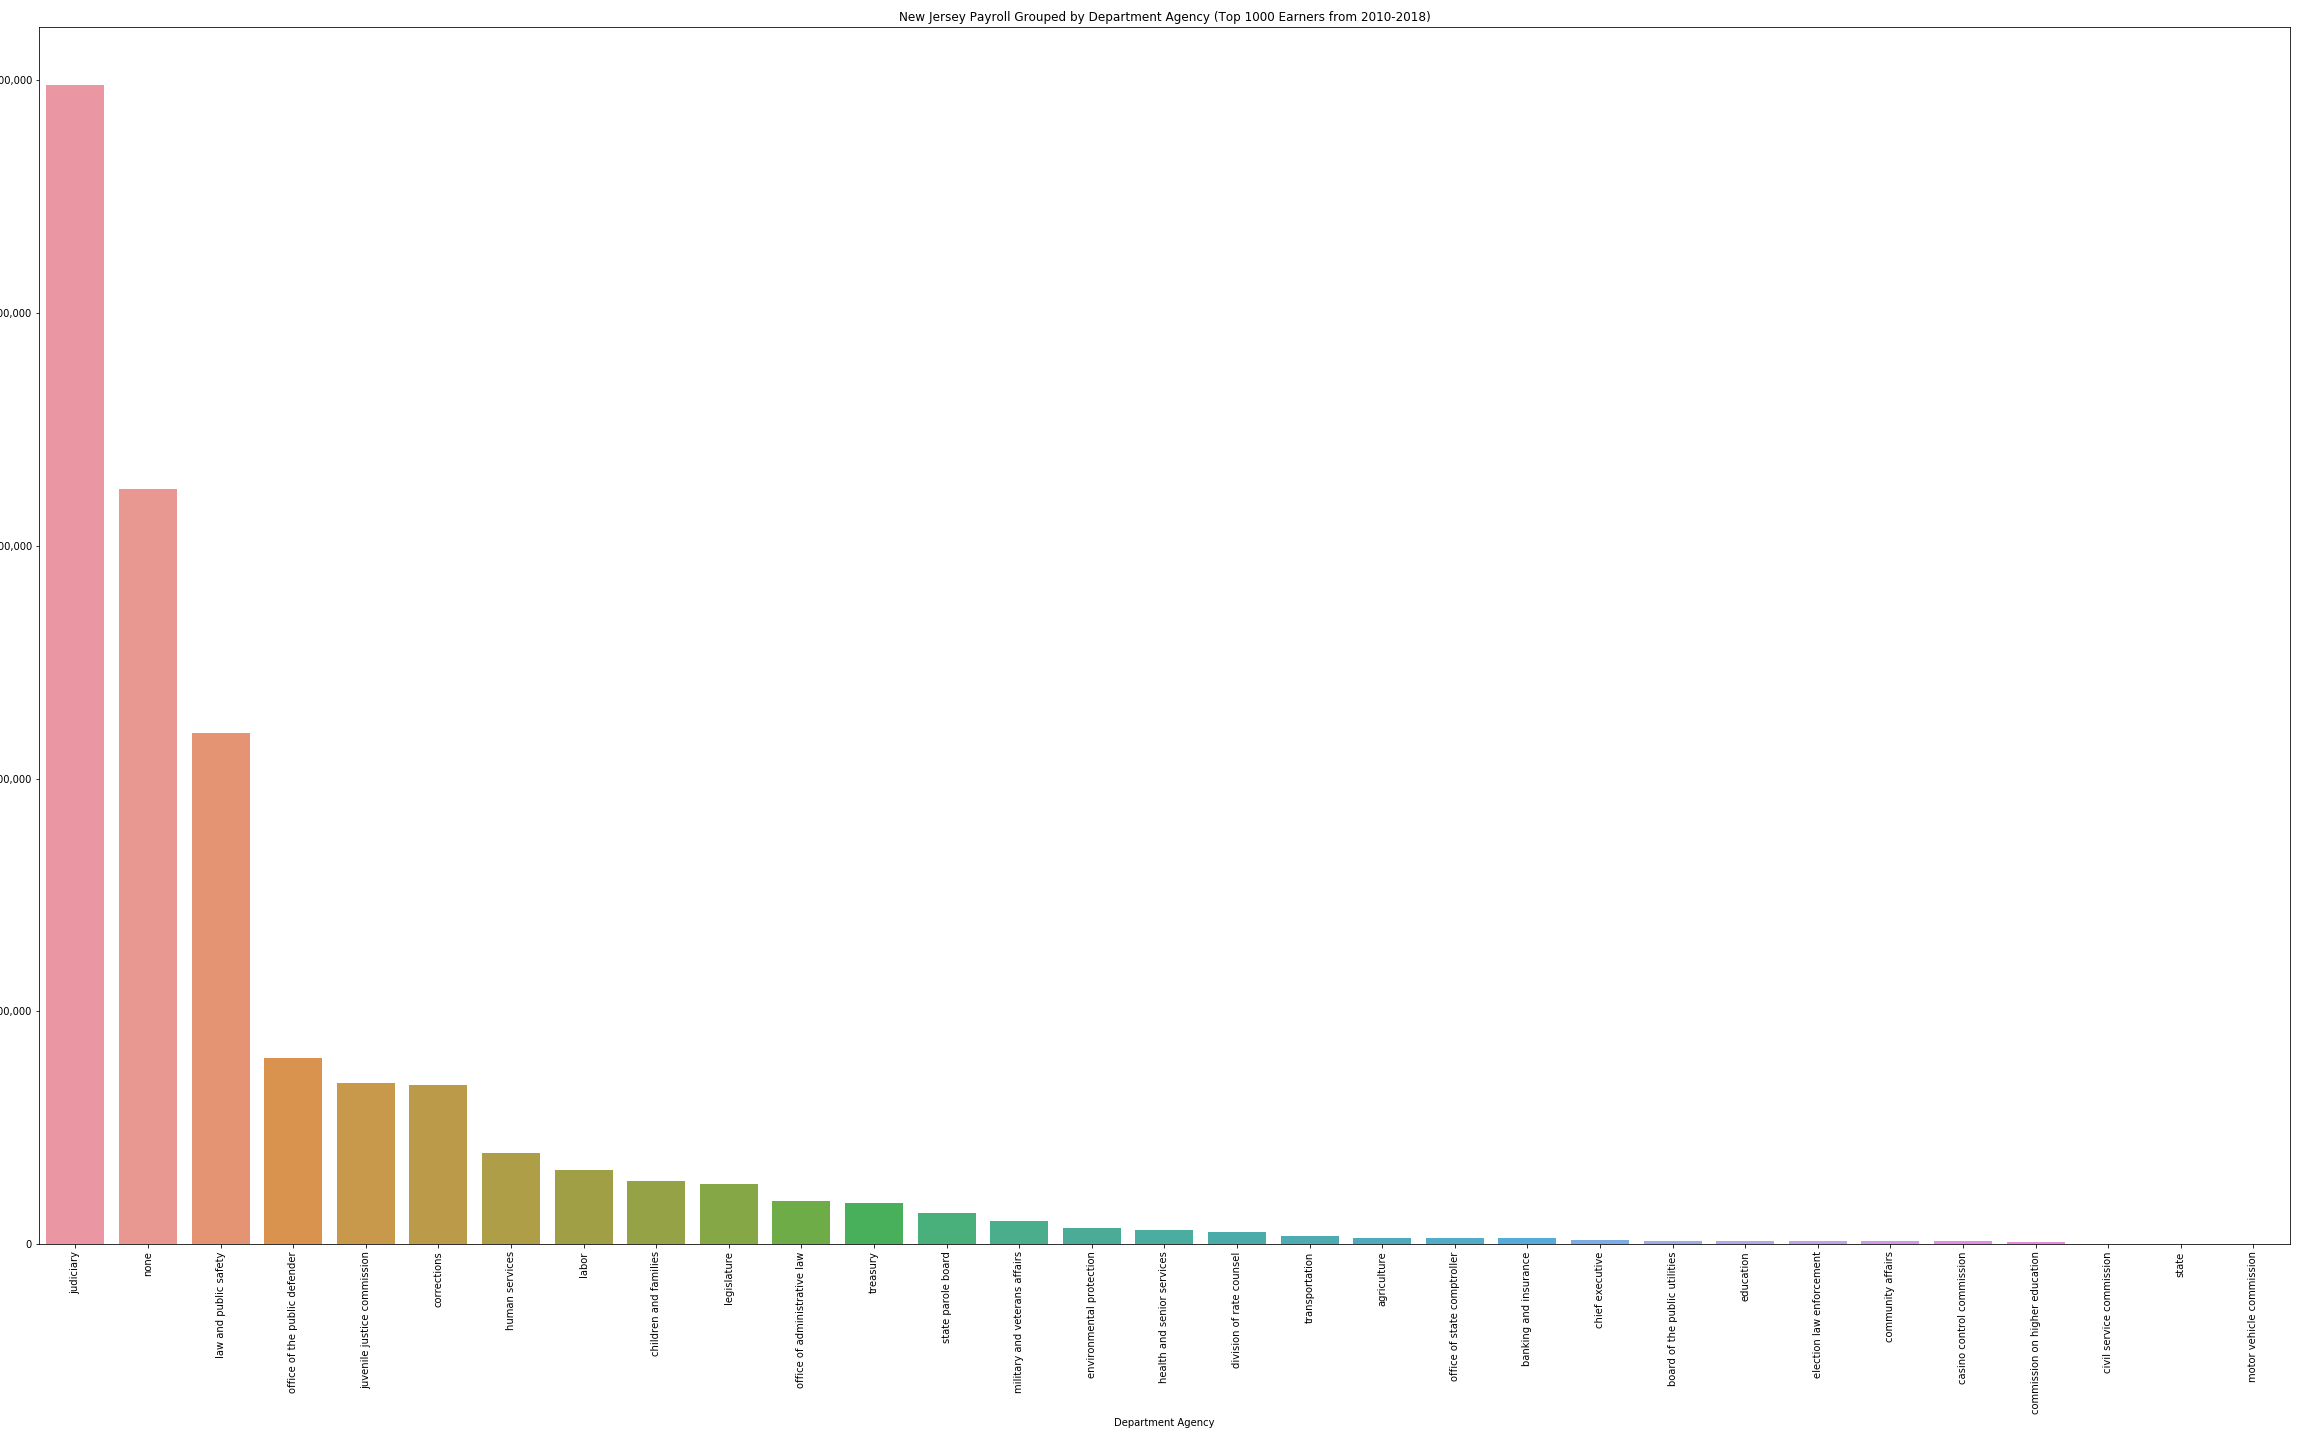 New Jersey Payroll Grouped by Department Agency (Top 1000 Earners from 2010-2018)
00,000
00,000
00,000
00,000
00,000
0
judiciary
none
law and public safety
office of the public defender
juvenile justice commission
corrections
human services
labor
children and families
legislature
office of administrative law
treasury
state parole board
military and veterans affairs
environmental protection
health and senior services
division of rate counsel
transportation
agriculture
office of state comptroller
banking and insurance
chief executive
board of the public utilities
education
election law enforcement
community affairs
casino control commission
commission on higher education
civil service commission
state
motor vehicle commission
Department Agency